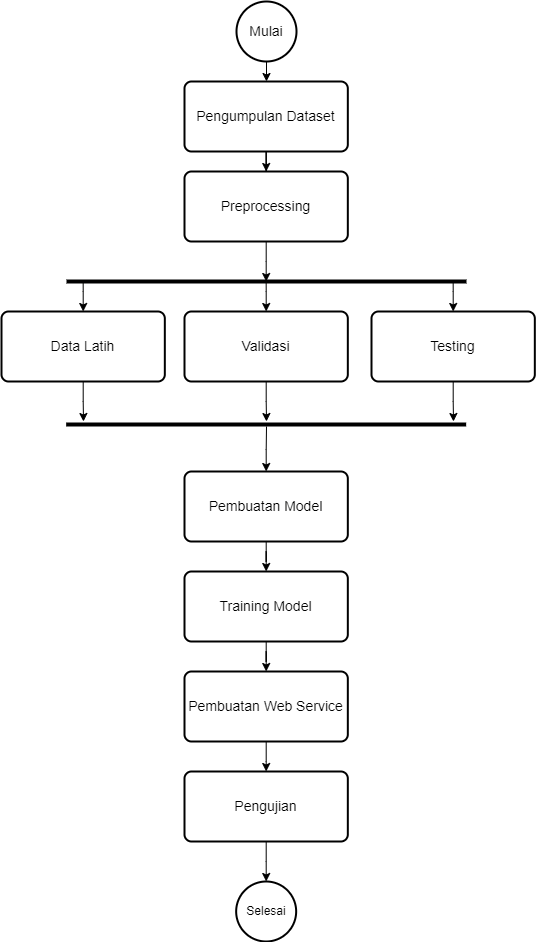 Mulai
Pengumpulan Dataset
Preprocessing
Data Latih
Validasi
Testing
Pembuatan Model
Training Model
Pembuatan Web Service
Pengujian
Selesai